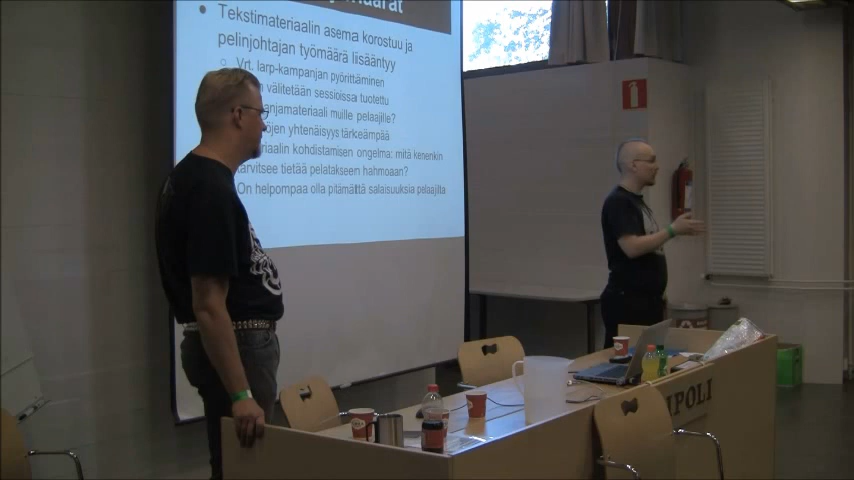 Tekstimateriaalin asema korostuu ja
pelinjohtajan työmäärä lisääntyy
Vrt. larp-kampanjan pyörittäminen
välitetään sessioissa tuotettu
muille pelaajille?
yhtenäisyys tärkeämpää
kohdistamisen ongelma: mitä kenenkin
tarvitsee tietää pelatakseen hahmoaan?
On helpompaa olla pitämättä salaisuuksia pelaajilta
IPOLI